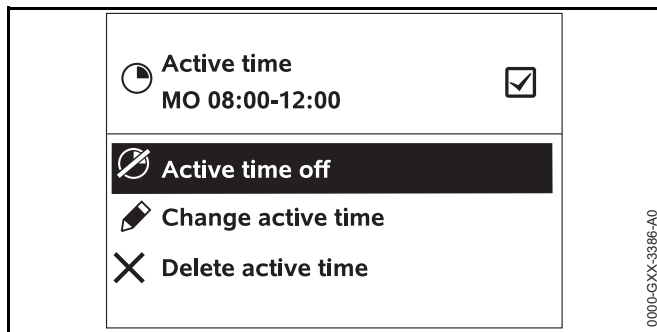 Active time
MO 08:00-12:00
Active time off
Change active time
Delete active time
0000-GXX-3386-A0